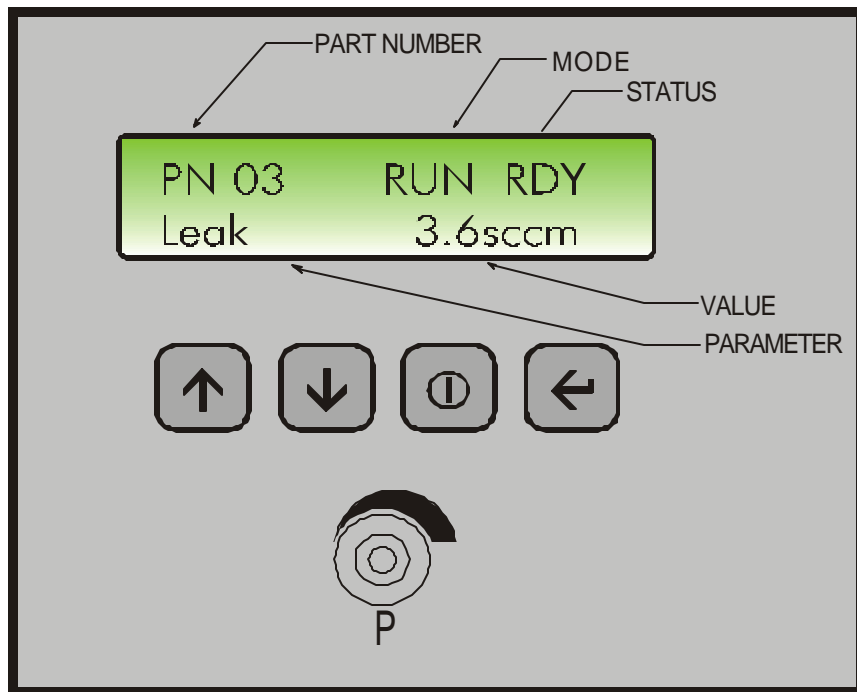 PART NUMBER
MODE
STATUS
PN 03 RUN RDY
Leak 3.6sccm
VALUE
PARAMETER
P